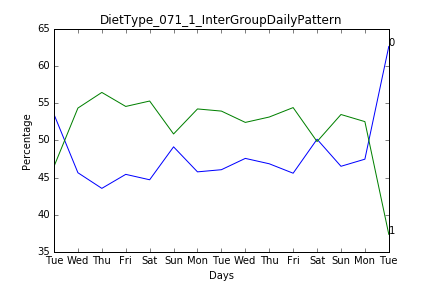 DietType_071_1_InterGroupDailyPattern
65
60
55
50
45
40
35
Percentage
0
1
Tue Wed Thu Fri Sat Sun Mon Tue Wed Thu Fri Sat Sun Mon Tue
Days